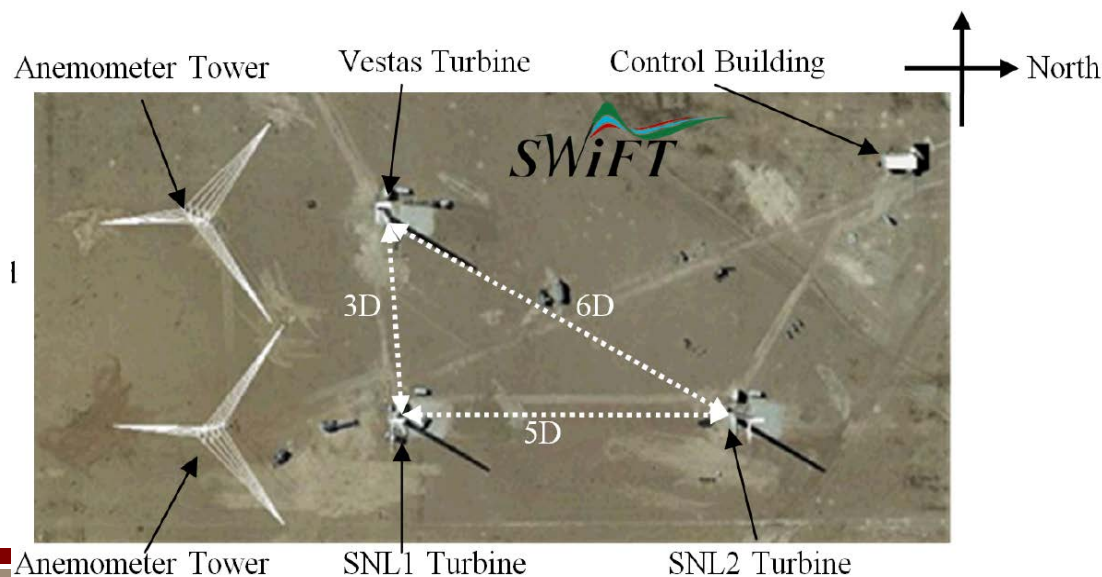 Anemometer Tower
Vestas Turbine
Control Building
North
SWiFT
3D
6D
5D
Anemometer Tower
SNL1 Turbine
SNL2 Turbine